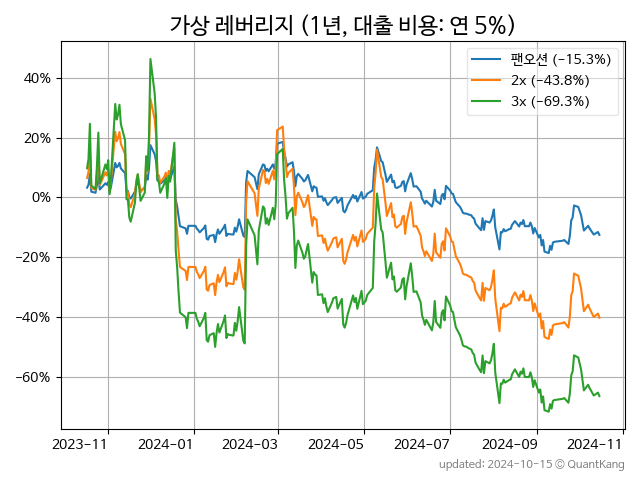 가상 레버리지 (1년, 대출 비용: 연 5%)
팬오션 (-15.3%)
2x (-43.8%)
3x (-69.3%)
40%
20%
0%
−20%
−40%
−60%
2023-11 2024-01 2024-03 2024-05 2024-07 2024-09 2024-11
updated: 2024-10-15 © QuantKang